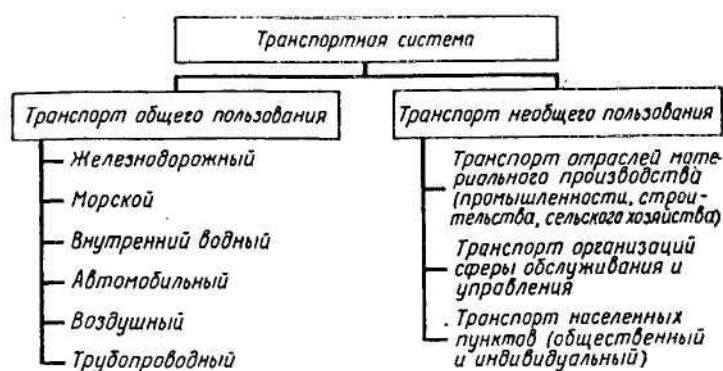 Транспортная система
Транспорт общего пользования
Железнодорожный
Морской
Внутренний водный
Автомобильный
Воздушный
Трубопроводный
Транспорт необщего пользования
Транспорт отраслей мате-
риального производства
(промышленности, строи-
тельства, сельского хозяйства)
Транспорт организаций
сферы обслуживания и
управления
Транспорт населенных
пунктов (общественный
и индивидуальный)